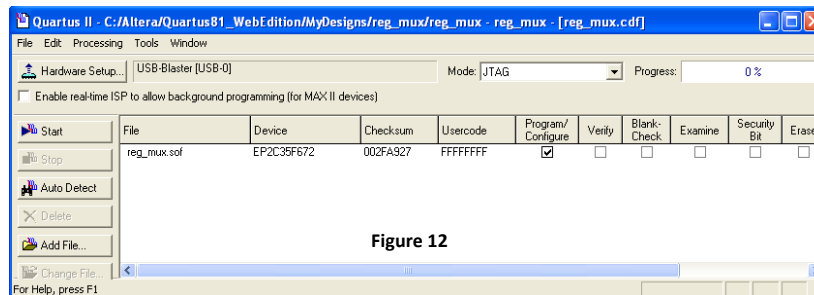 Quartus II - C:/Altera/Quartus81_WebEdition/MyDesigns/reg_mux/reg_mux - reg_mux - [reg_mux.cdf]
File Edit Processing Tools Window
Hardware Setup... USB-Blaster [USB-0] Mode: JTAG Progress: 0 %
Enable real-time ISP to allow background programming (for MAX II devices)
Start
Stop
Auto Detect
Delete
Add File...
Change File...
File Device Checksum Usercode Program/ Configure Verify Blank- Check Examine Security Bit Erase
reg_mux.sof EP2C35F672 002FA927 FFFFFFFF
Figure 12
For Help, press F1